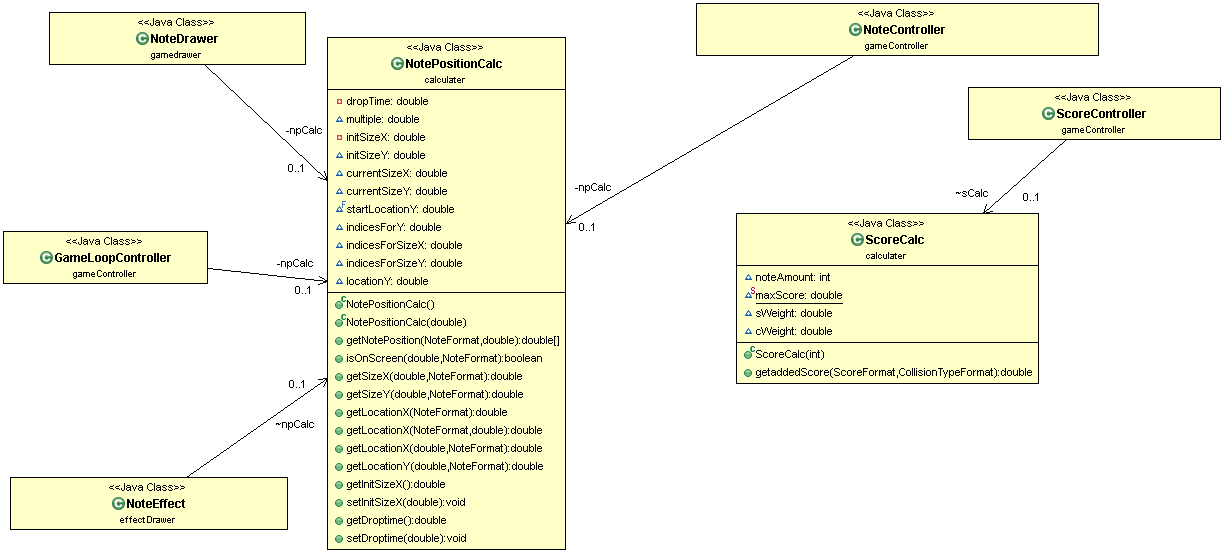 <<Java Class>>
NoteDrawer
gamedrawer
<<Java Class>>
NotePositionCalc
calculater
dropTime: double
multiple: double
initSizeX: double
initSizeY: double
currentSizeX: double
currentSizeY: double
startLocationY: double
indicesForY: double
indicesForSizeX: double
indicesForSizeY: double
locationY: double
NotePositionCalc()
NotePositionCalc(double)
getNotePosition(NoteFormat,double):double[]
isOnScreen(double,NoteFormat):boolean
getSizeX(double,NoteFormat):double
getSizeY(double,NoteFormat):double
getLocationX(NoteFormat):double
getLocationX(NoteFormat,double):double
getLocationX(double,NoteFormat):double
getLocationY(double,NoteFormat):double
getInitSizeX():double
setInitSizeX(double):void
getDroptime():double
setDroptime(double):void
<<Java Class>>
NoteController
gameController
<<Java Class>>
ScoreController
gameController
-npCalc
0..1
-npCalc
0..1
~sCalc
0..1
<<Java Class>>
ScoreCalc
calculater
noteAmount: int
maxScore: double
sWeight: double
cWeight: double
ScoreCalc(int)
getaddedScore(ScoreFormat,CollisionTypeFormat):double
<<Java Class>>
GameLoopController
gameController
-npCalc
0..1
0..1
~npCalc
<<Java Class>>
NoteEffect
effectDrawer